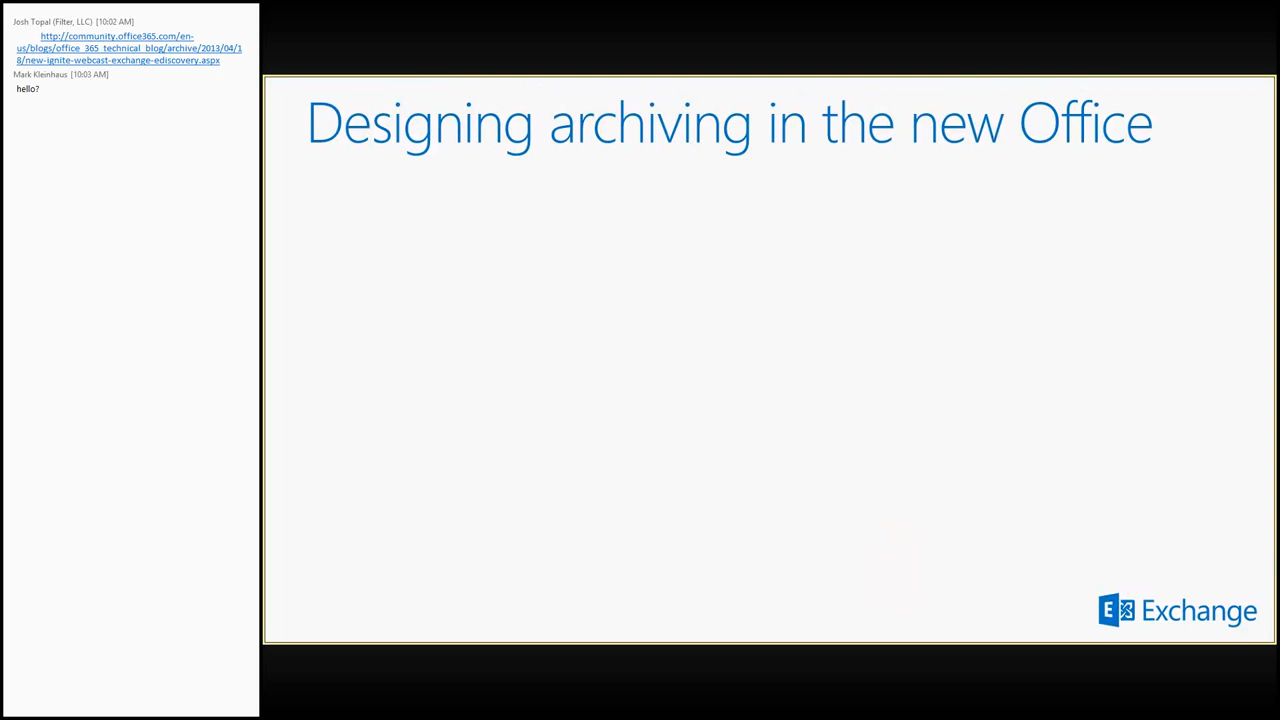 Josh Topal (Filter, LLC) [10:02 AM]
http://community.office365.com/en-
us/blogs/office_365_technical_blog/archive/2013/04/1
8/new-ignite-webcast-exchange-ediscovery.aspx
Mark Kleinhaus [10:03 AM]
hello?
Designing archiving in the new Office
Exchange